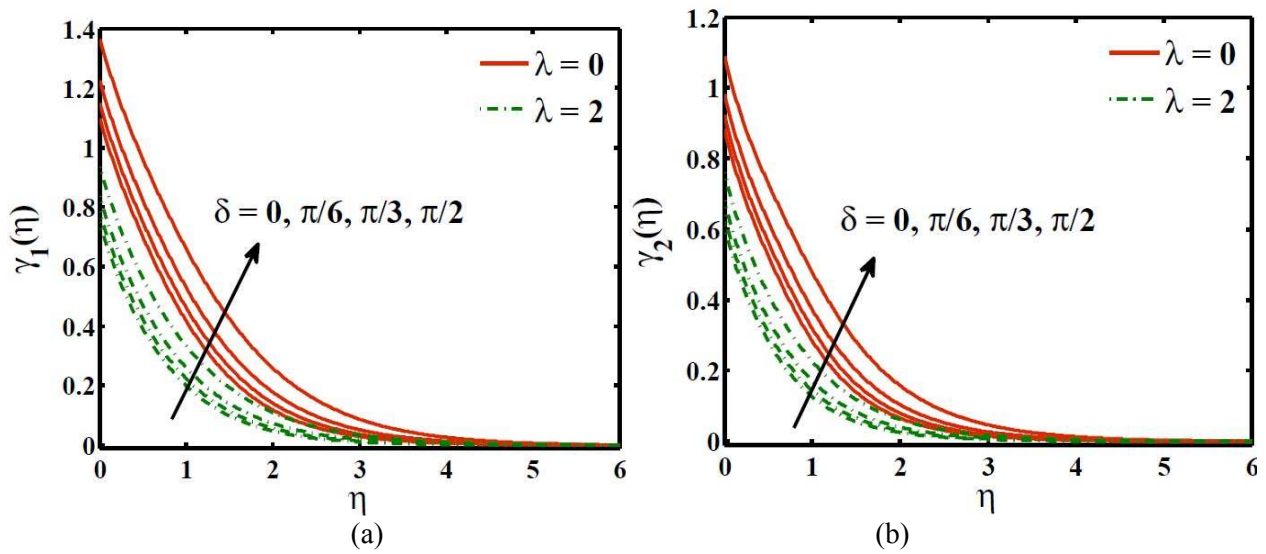 1.4
1.2
1
0.8
0.6
0.4
0.2
0
0 1 2 3 4 5 6
γ1(η)
η
λ = 0
λ = 2
δ = 0, π/6, π/3, π/2
(a)
1.2
1
0.8
0.6
0.4
0.2
0
0 1 2 3 4 5 6
γ2(η)
η
λ = 0
λ = 2
δ = 0, π/6, π/3, π/2
(b)